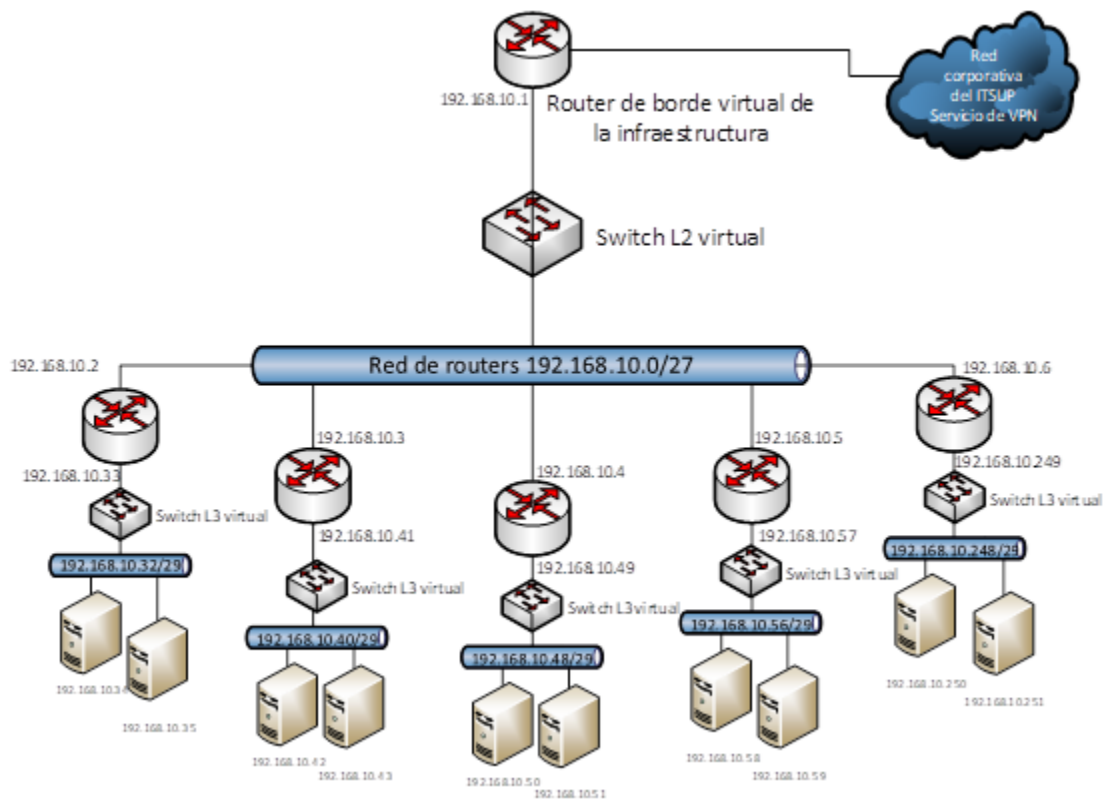 Red
corporativa
del ITSUP
Servicio de VPN
192.168.10.1
Router de borde virtual de
la infraestructura
Switch L2 virtual
Red de routers 192.168.10.0/27
192.168.10.2
192.168.10.3
192.168.10.4
192.168.10.5
192.168.10.6
192.168.10.33
192.168.10.41
192.168.10.49
192.168.10.57
192.168.10.249
Switch L3 virtual
Switch L3 virtual
Switch L3 virtual
Switch L3 virtual
Switch L3 virtual
192.168.10.32/29
192.168.10.40/29
192.168.10.48/29
192.168.10.56/29
192.168.10.248/29
192.168.10.34
192.168.10.35
192.168.10.42
192.168.10.43
192.168.10.50
192.168.10.51
192.168.10.58
192.168.10.59
192.168.10.250
192.168.10.251